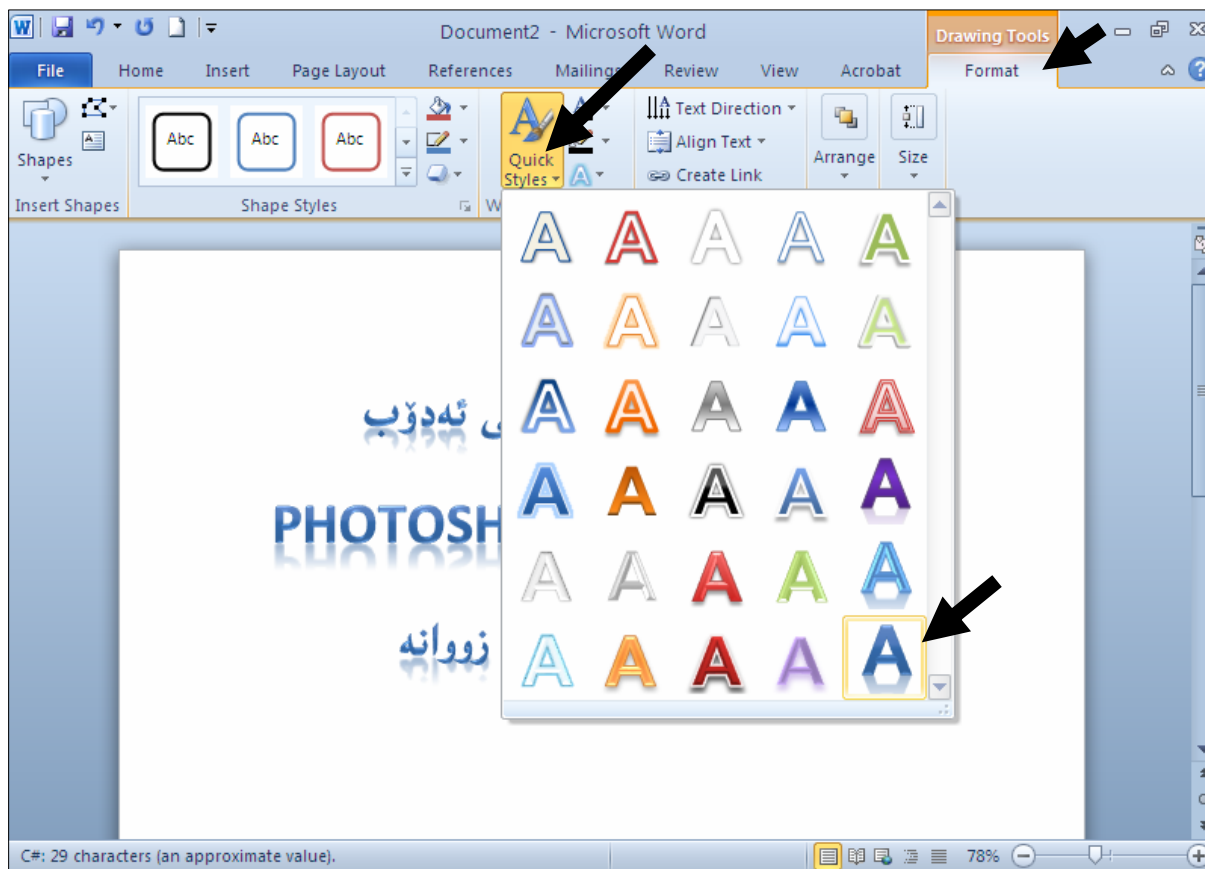 Document2 - Microsoft Word
Drawing Tools
File Home Insert Page Layout References Mailings Review View Acrobat Format
Abc Abc Abc
Text Direction
Align Text
Create Link
Shapes
Quick Styles
Arrange
Size
Insert Shapes
Shape Styles
W
ئەدۆب
PHOTOSH
زووانە
C#: 29 characters (an approximate value).
78%